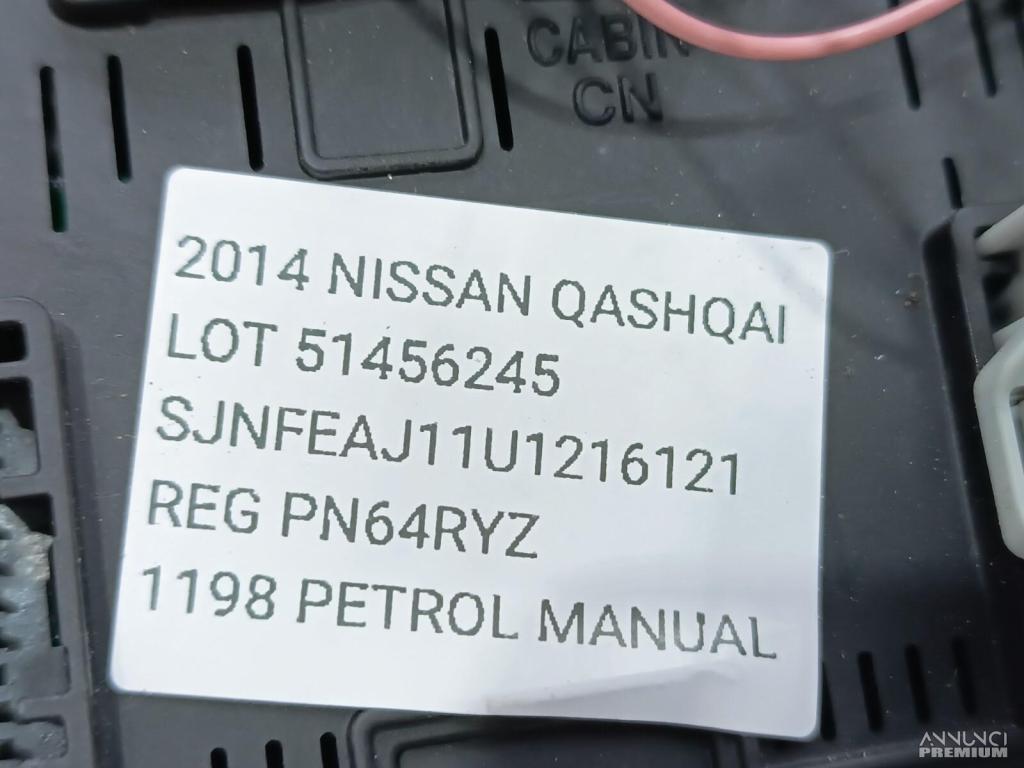 CABIN
CN
2014 NISSAN QASHQAI
LOT 51456245
SJNFEAJ11U1216121
REG PN64RYZ
1198 PETROL MANUAL
ANNUNCI
PREMIUM